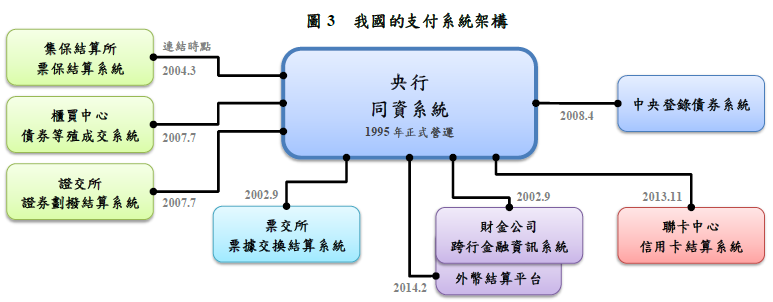 圖 3 我國的支付系統架構
集保結算所
票保結算系統
連結時點
2004.3
櫃買中心
債券等殖成交系統
2007.7
證交所
證券劃撥結算系統
2007.7
央行
同資系統
1995 年正式營運
2008.4
中央登錄債券系統
2002.9
票交所
票據交換結算系統
2002.9
財金公司
跨行金融資訊系統
外幣結算平台
2014.2
2013.11
聯卡中心
信用卡結算系統